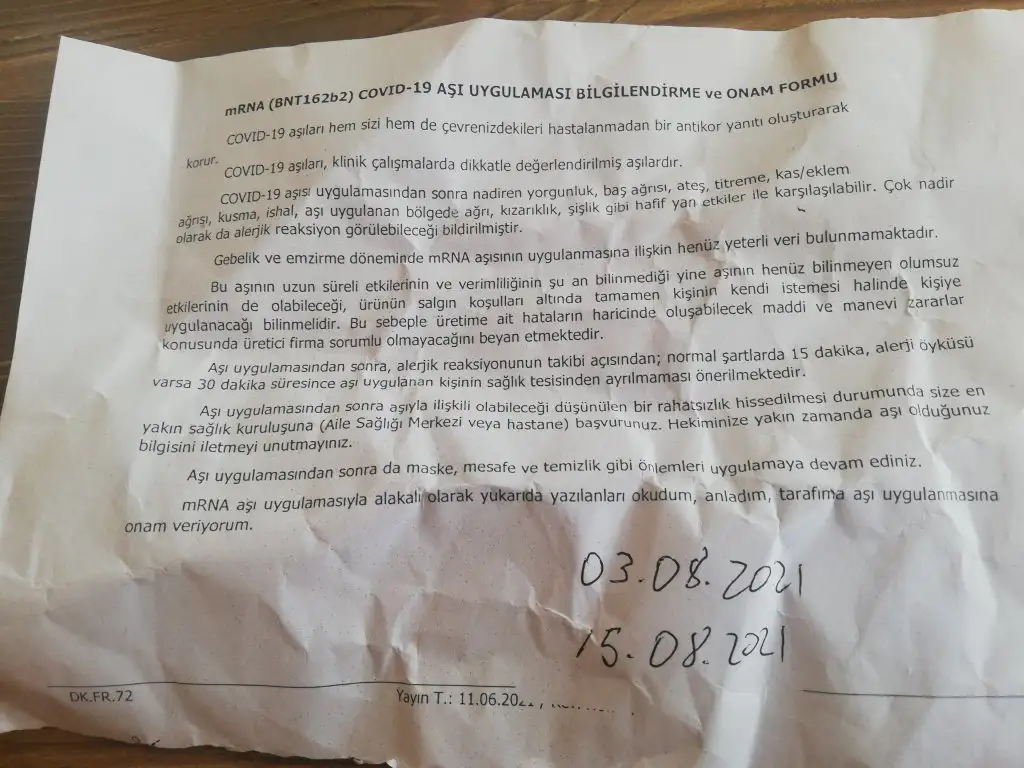 mRNA (BNT162b2) COVID-19 AŞI UYGULAMASI BİLGİLENDİRME ve ONAM FORMU
COVID-19 aşıları hem sizi hem de çevrenizdekileri hastalanmadan bir antikor yanıtı oluşturarak
korur.
COVID-19 aşıları, klinik çalışmalarda dikkatle değerlendirilmiş aşılardır.
COVID-19 aşısı uygulamasından sonra nadiren yorgunluk, baş ağrısı, ateş, titreme, kas/eklem
ağrısı, kusma, ishal, aşı uygulanan bölgede ağrı, kızarıklık, şişlik gibi hafif yan etkiler ile karşılaşılabilir. Çok nadir
olarak da alerjik reaksiyon görülebileceği bildirilmiştir.
Gebelik ve emzirme döneminde mRNA aşısının uygulanmasına ilişkin henüz yeterli veri bulunmamaktadır.
Bu aşının uzun süreli etkilerinin ve verimliliğinin şu an bilinmediği yine aşının henüz bilinmeyen olumsuz
etkilerinin de olabileceği, ürünün salgın koşulları altında tamamen kişinin kendi istemesi halinde kişiye
uygulanacağı bilinmelidir. Bu sebeple üretime ait hataların haricinde oluşabilecek maddi ve manevi zararlar
konusunda üretici firma sorumlu olmayacağını beyan etmektedir.
Aşı uygulamasından sonra, alerjik reaksiyonunun takibi açısından; normal şartlarda 15 dakika, alerji öyküsü
varsa 30 dakika süresince aşı uygulanan kişinin sağlık tesisinden ayrılmaması önerilmektedir.
Aşı uygulamasından sonra aşıyla ilişkili olabileceği düşünülen bir rahatsızlık hissedilmesi durumunda size en
yakın sağlık kuruluşuna (Aile Sağlığı Merkezi veya hastane) başvurunuz. Hekiminize yakın zamanda aşı olduğunuz
bilgisini iletmeyi unutmayınız.
Aşı uygulamasından sonra da maske, mesafe ve temizlik gibi önlemleri uygulamaya devam ediniz.
mRNA aşı uygulamasıyla alakalı olarak yukarıda yazılanları okudum, anladım, tarafıma aşı uygulanmasına
onam veriyorum.
03.08.2021
15.08.2021
DK.FR.72
Yayın T.: 11.06.202